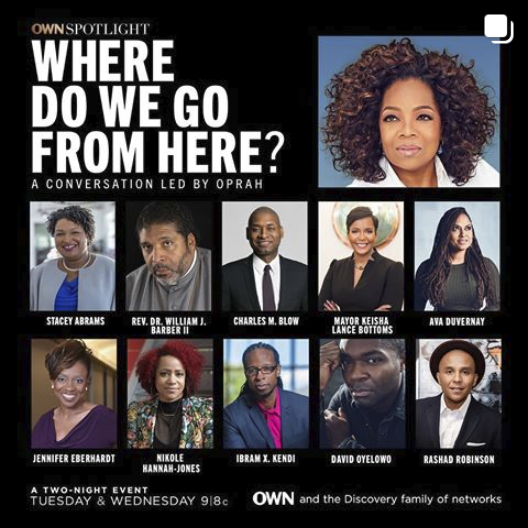 OWN SPOTLIGHT
WHERE
DO WE GO
FROM HERE?
A CONVERSATION LED BY OPRAH
STACEY ABRAMS
REV. DR. WILLIAM J.
BARBER II
CHARLES M. BLOW
MAYOR KEISHA
LANCE BOTTOMS
AVA DUVERNAY
JENNIFER EBERHARDT
NIKOLE
HANNAH-JONES
IBRAM X. KENDI
DAVID OYELOWO
RASHAD ROBINSON
A TWO-NIGHT EVENT
TUESDAY & WEDNESDAY 9|8c
OWN and the Discovery family of networks